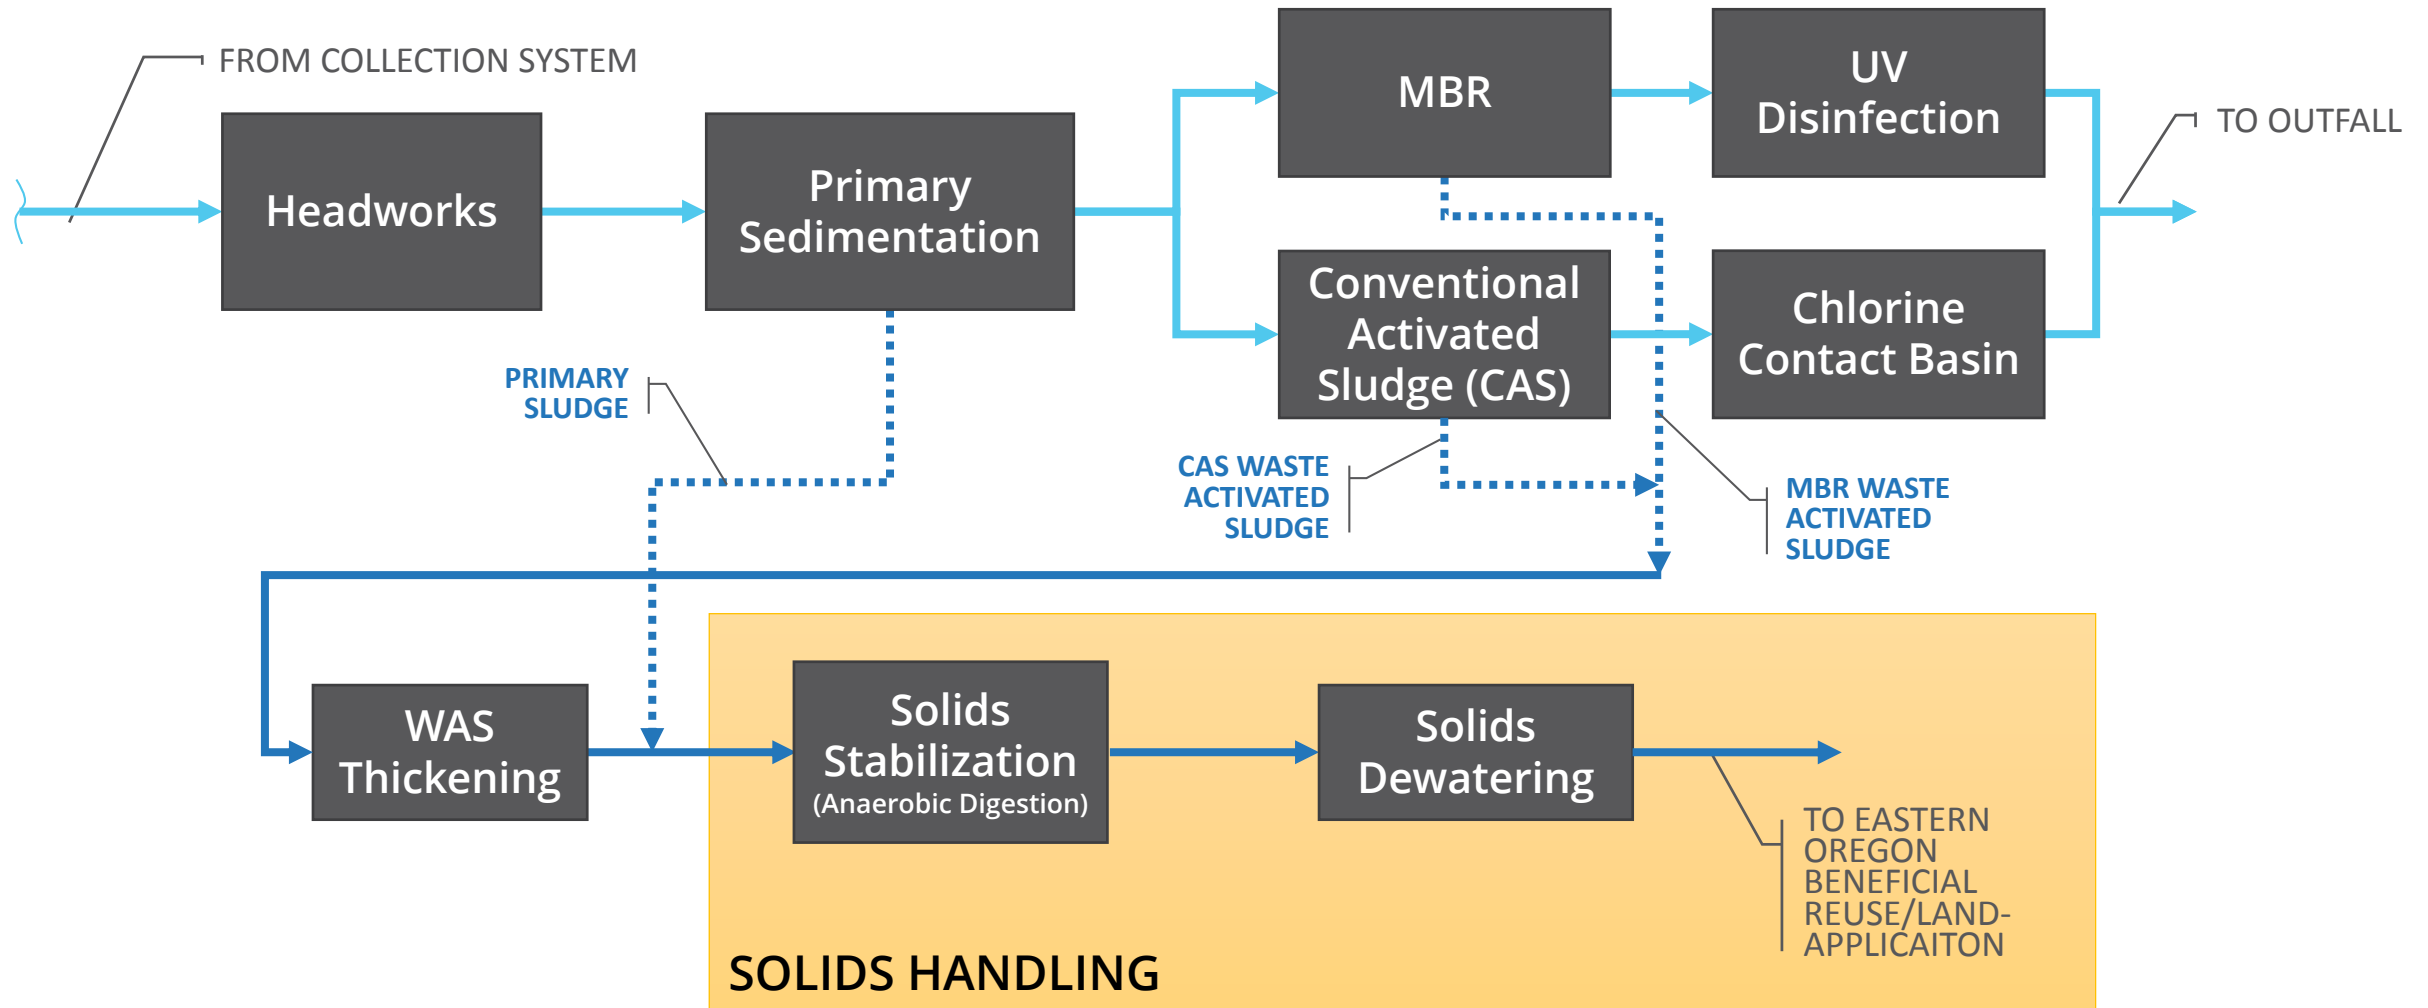 FROM COLLECTION SYSTEM
Headworks
Primary
Sedimentation
MBR
UV
Disinfection
TO OUTFALL
Conventional
Activated
Sludge (CAS)
Chlorine
Contact Basin
PRIMARY
SLUDGE
CAS WASTE
ACTIVATED
SLUDGE
MBR WASTE
ACTIVATED
SLUDGE
WAS
Thickening
Solids
Stabilization
(Anaerobic Digestion)
Solids
Dewatering
TO EASTERN
OREGON
BENEFICIAL
REUSE/LAND-
APPLICAITON
SOLIDS HANDLING